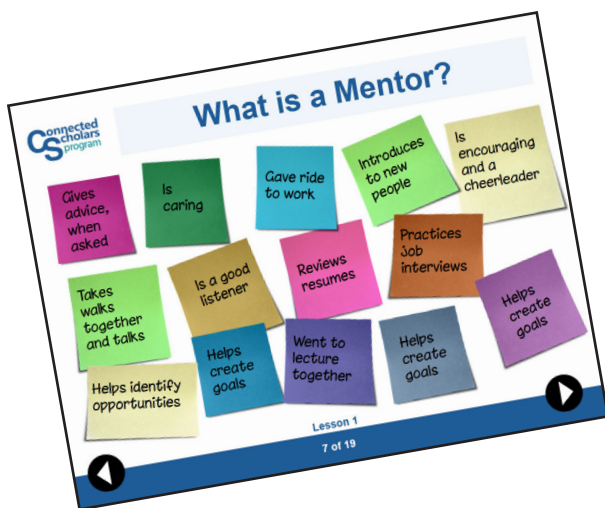 What is a Mentor?
Connected
Scholars
program
Gives
advice,
when
asked
Is
caring
Gave ride
to work
Introduces
to new
people
Is
encouraging
and a
cheerleader
Takes
walks
together
and talks
Is a good
listener
Reviews
resumes
Practices
job
interviews
Helps
create
goals
Helps identify
opportunities
Helps
create
goals
Went to
lecture
together
Helps
create
goals
Lesson 1
7 of 19